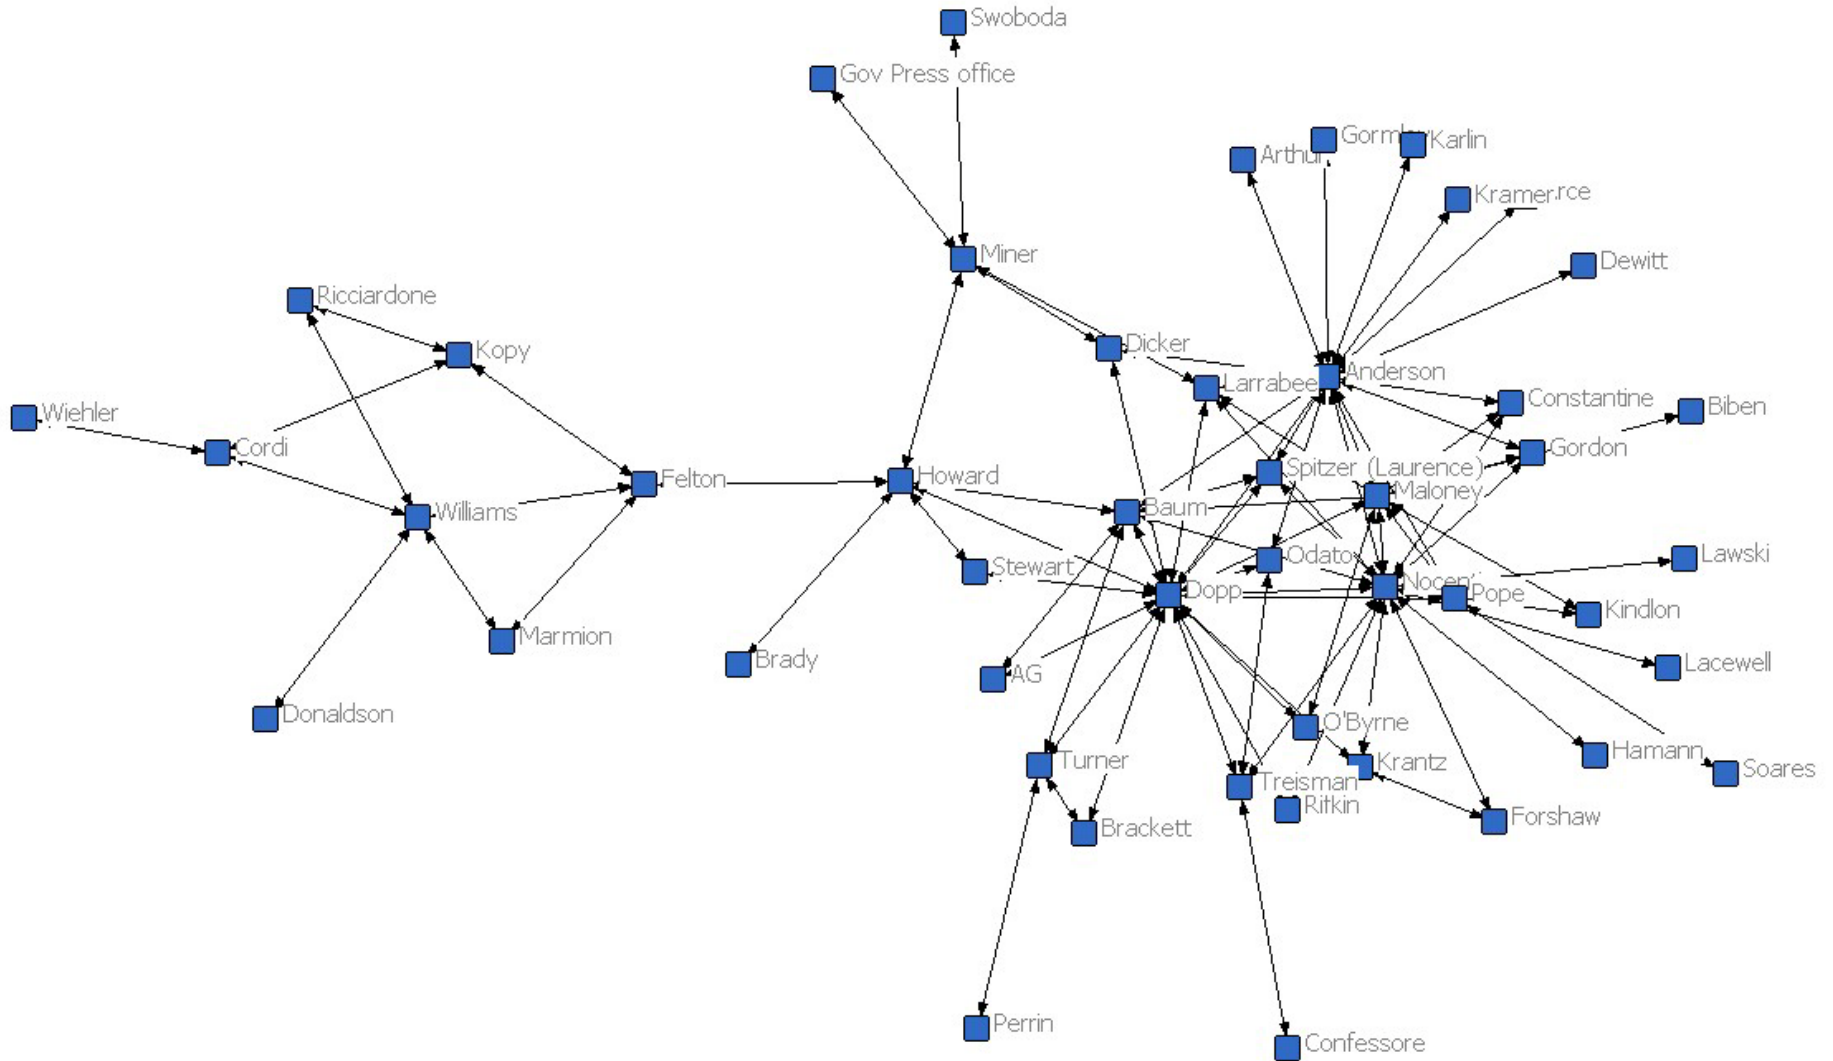 Swoboda
Gov Press office
Karlin
Kramer
Dewitt
Miner
Ricciardone
Kopy
Dicker
Anderson
Larrabee
Constantine
Biben
Wiehler
Cordi
Gordon
Felton
Howard
Spitzer (Laurence)
Maloney
Williams
Baum
Odato
Lawski
Stewart
Dopp
Pope
Kindlon
Marmion
Brady
AG
Lacewell
Donaldson
O'Byrne
Turner
Krantz
Hamann
Soares
Treisman
Brackett
Forshaw
Perrin
Confessore